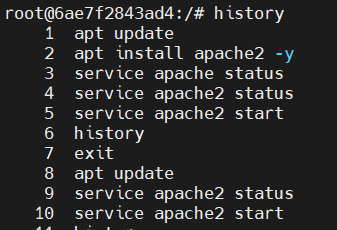 root@6ae7f2843ad4:/# history
1 apt update
2 apt install apache2 -y
3 service apache status
4 service apache2 status
5 service apache2 start
6 history
7 exit
8 apt update
9 service apache2 status
10 service apache2 start